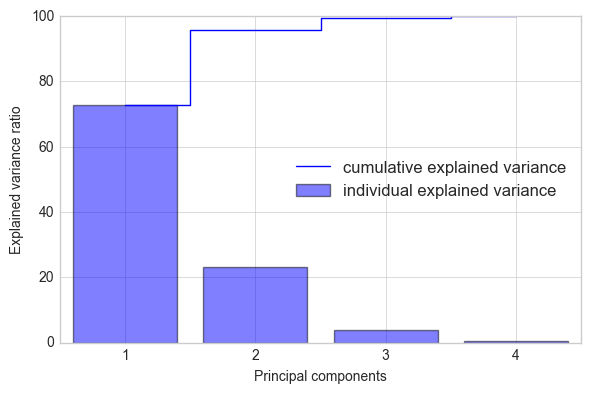 100
80
60
40
20
0
Explained variance ratio
cumulative explained variance
individual explained variance
1 2 3 4
Principal components